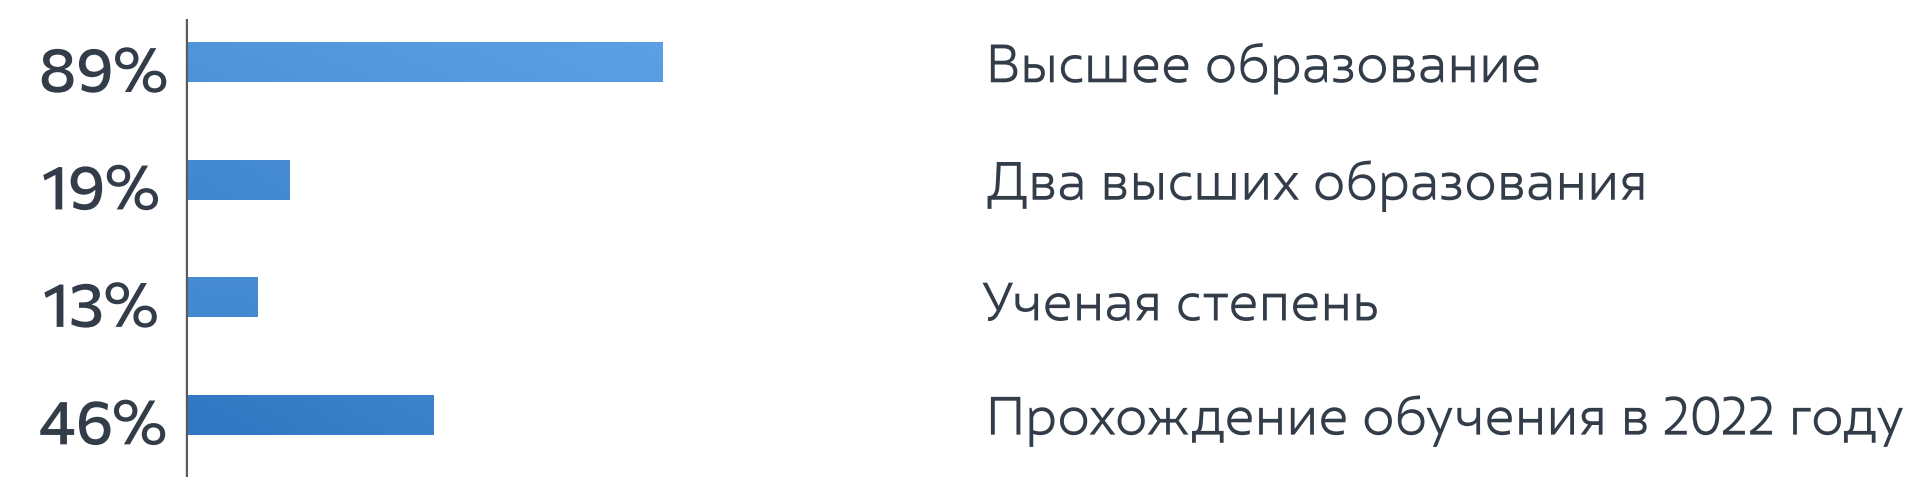 89% Высшее образование
19% Два высших образования
13% Ученая степень
46% Прохождение обучения в 2022 году